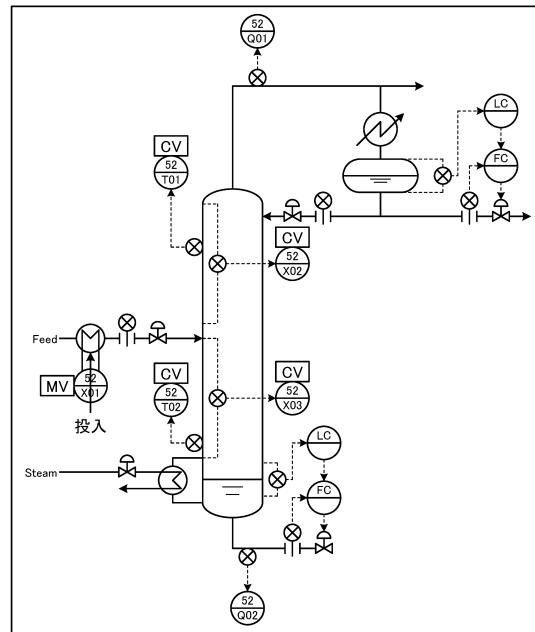 52
Q01
LC
CV
52
T01
FC
CV
52
X02
Feed
MV
52
X01
投入
CV
52
T02
CV
52
X03
LC
Steam
FC
52
Q02